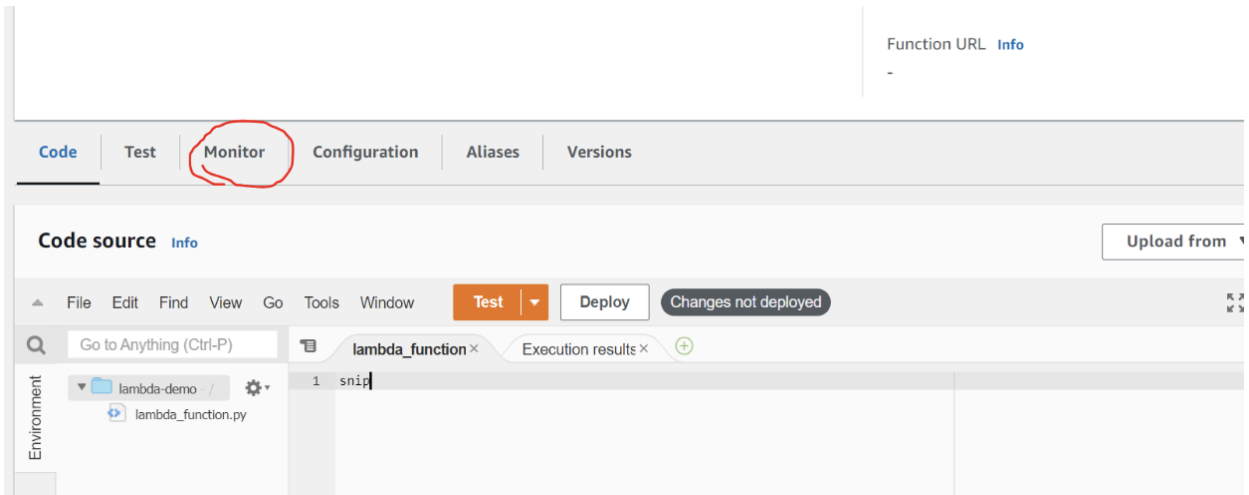 Function URL Info
-
Code Test Monitor Configuration Aliases Versions
Code source Info
Upload from
File Edit Find View Go Tools Window Test Deploy Changes not deployed
Go to Anything (Ctrl-P)
lambda_function
Execution results
Environment
lambda-demo - /
lambda_function.py
1 snip